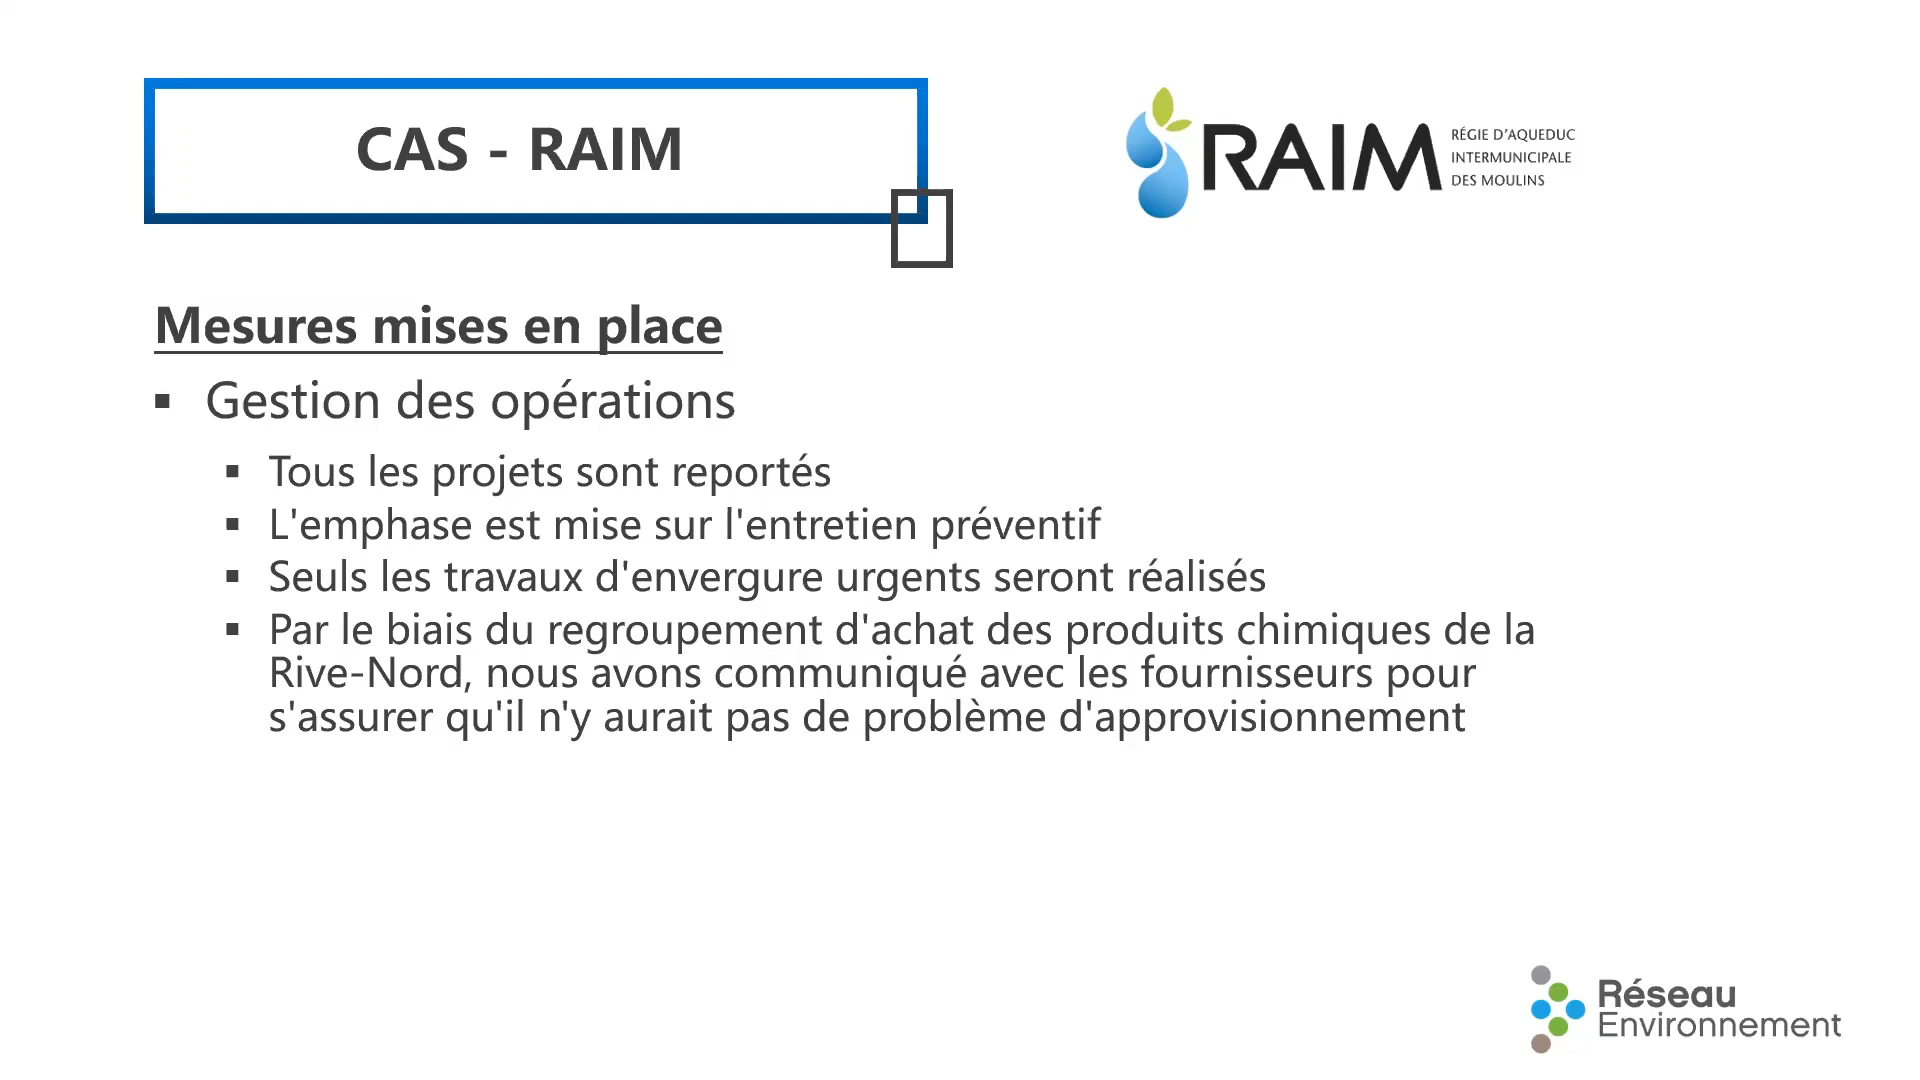 CAS - RAIM
RAIM
RÉGIE D'AQUEDUC
INTERMUNICIPALE
DES MOULINS
Mesures mises en place
▪ Gestion des opérations
▪ Tous les projets sont reportés
▪ L'emphase est mise sur l'entretien préventif
▪ Seuls les travaux d'envergure urgents seront réalisés
▪ Par le biais du regroupement d'achat des produits chimiques de la
Rive-Nord, nous avons communiqué avec les fournisseurs pour
s'assurer qu'il n'y aurait pas de problème d'approvisionnement
Réseau
Environnement